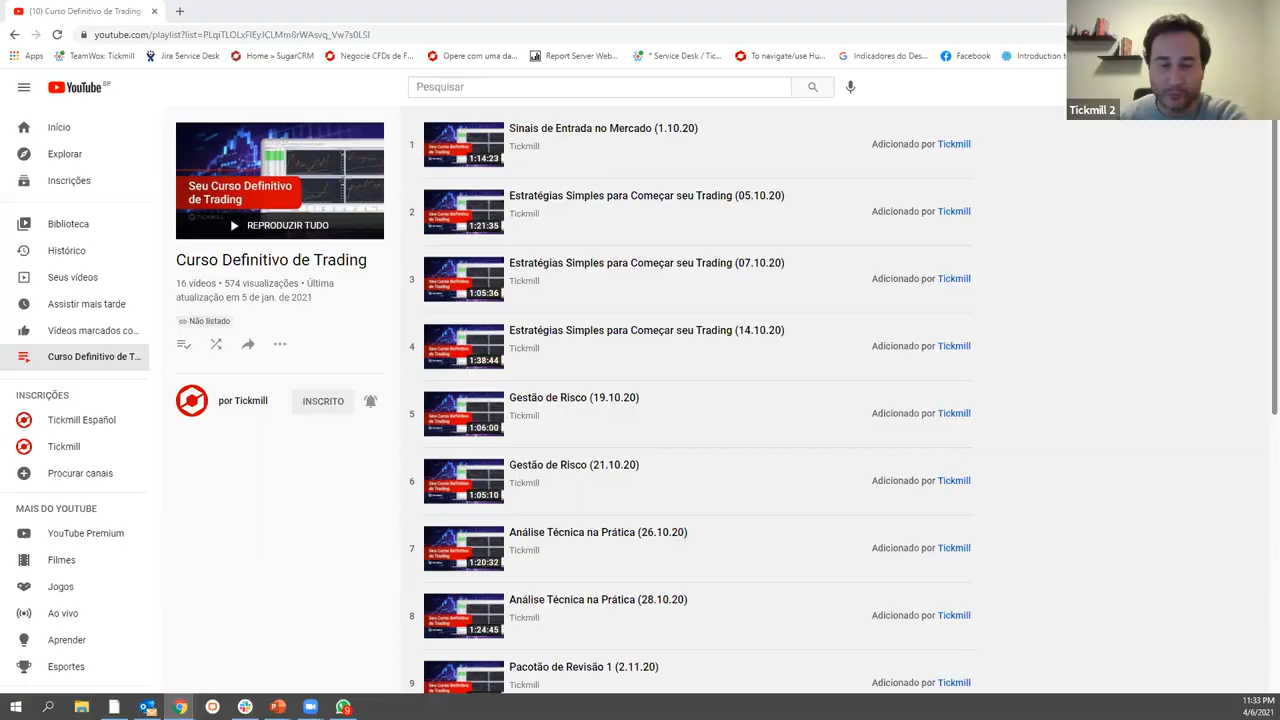 (10) Curso Definitivo de Trading
youtube.com/playlist?list=
Apps
TeamWox: Tickmill
Jira Service Desk
Home » SugarCRM
Negocie CFDs de F...
Opere com uma da...
Report Server Web...
* Service Desk / Tic...
To navigate/use Hu...
Indicadores do Des...
Facebook
Introduction to
Tickmill 2
YouTube BR
Pesquisar
Início
Explorar
Inscrições
Biblioteca
Histórico
Seus vídeos
Assistir mais tarde
Vídeos marcados co...
Curso Definitivo de T...
INSCRIÇÕES
Tickmill Español
Tickmill
Procurar canais
MAIS DO YOUTUBE
YouTube Premium
Filmes
Jogos
Ao vivo
Aprender
Esportes
Seu Curso Definitivo
de Trading
TICKMILL
REPRODUZIR TUDO
Curso Definitivo de Trading
16 vídeos • 574 visualizações • Última
atualização em 5 de jan. de 2021
Não listado
por Tickmill
INSCRITO
1
1:14:23
Sinais de Entrada no Mercado (1.10.20)
Tickmill
Adicionado por Tickmill
2
1:21:35
Estratégias Simples para Começar seu Trading (05.10.20)
Tickmill
Adicionado por Tickmill
3
1:05:36
Estratégias Simples para Começar seu Trading (07.10.20)
Tickmill
Adicionado por Tickmill
4
1:38:44
Estratégias Simples para Começar seu Trading (14.10.20)
Tickmill
Adicionado por Tickmill
5
1:06:00
Gestão de Risco (19.10.20)
Tickmill
Adicionado por Tickmill
6
1:05:10
Gestão de Risco (21.10.20)
Tickmill
Adicionado por Tickmill
7
1:20:32
Análise Técnica na Prática (26.10.20)
Tickmill
Adicionado por Tickmill
8
1:24:45
Análise Técnica na Prática (28.10.20)
Tickmill
Adicionado por Tickmill
9
Pacotão de Revisão 1 (2.11.20)
Tickmill
Adicionado por Tickmill
11:33 PM
4/6/2021